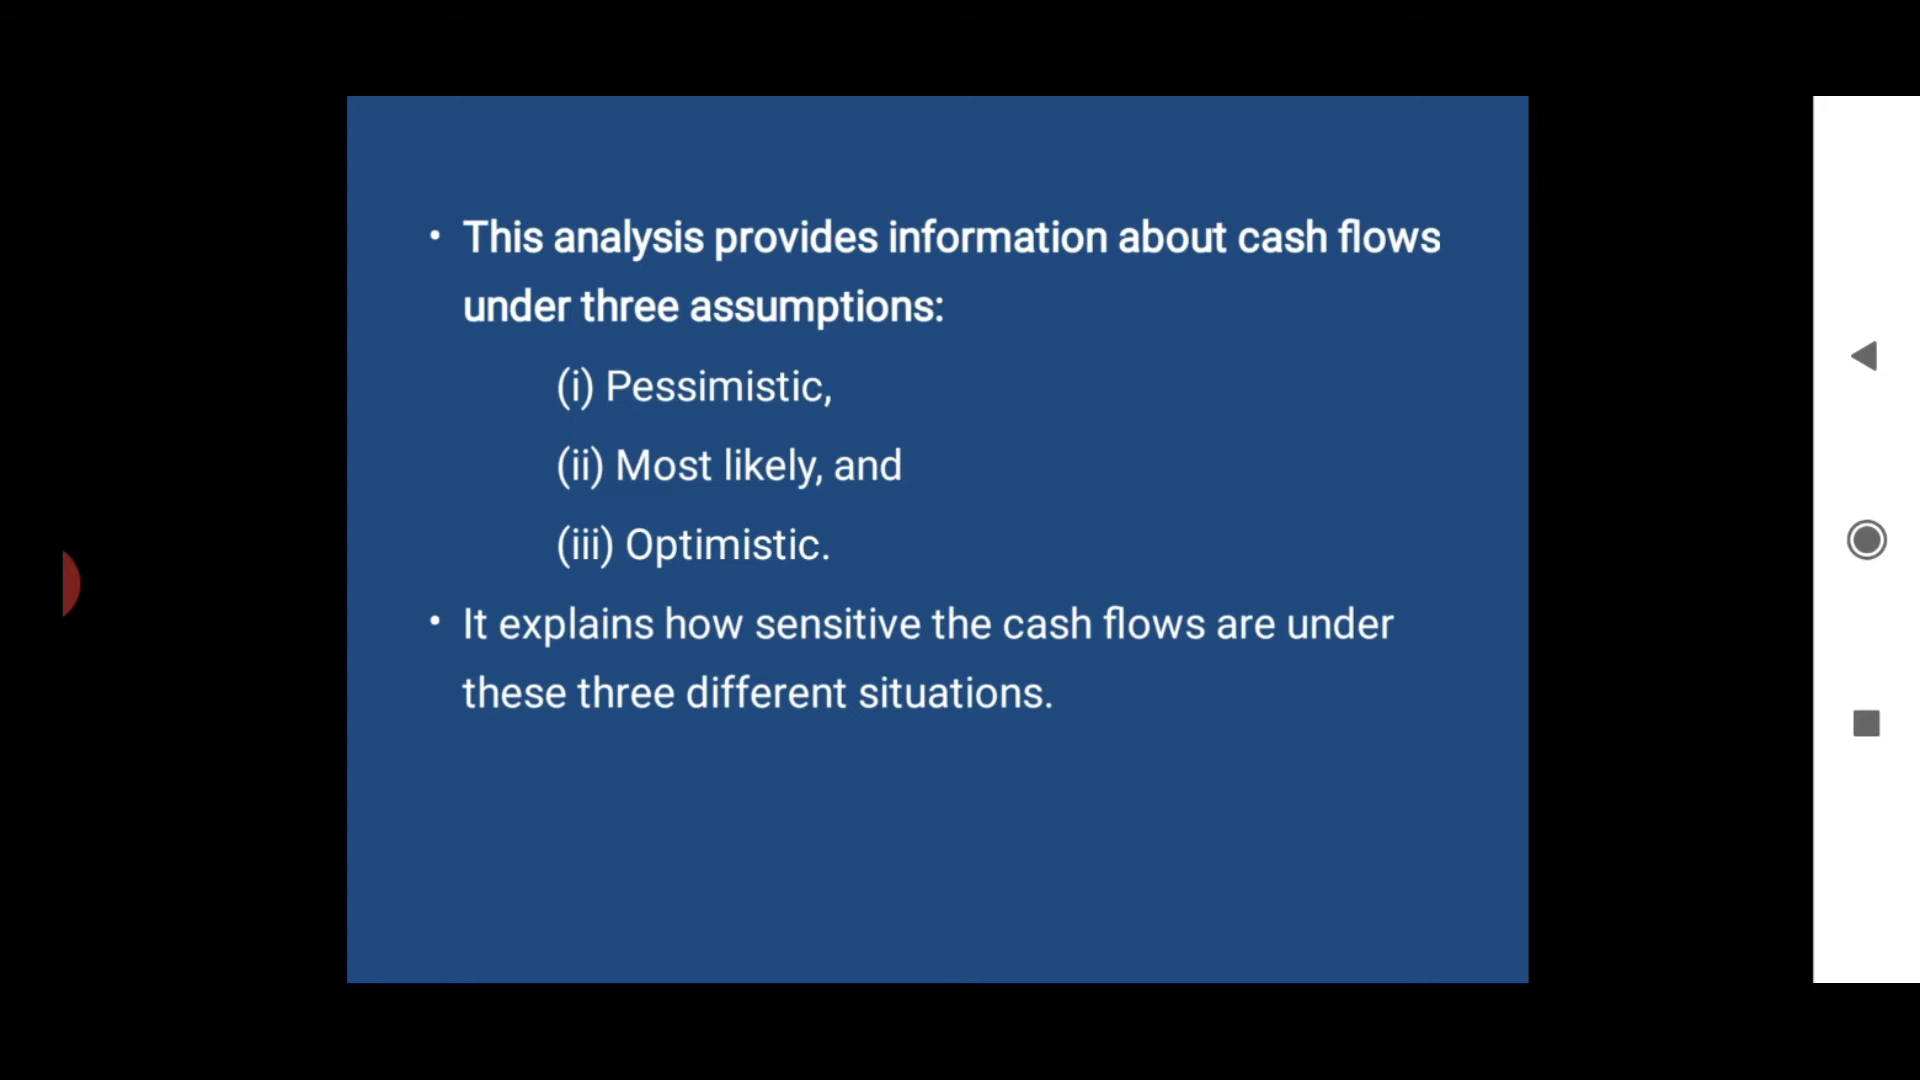 • This analysis provides information about cash flows
under three assumptions:
(i) Pessimistic,
(ii) Most likely, and
(iii) Optimistic.
• It explains how sensitive the cash flows are under
these three different situations.